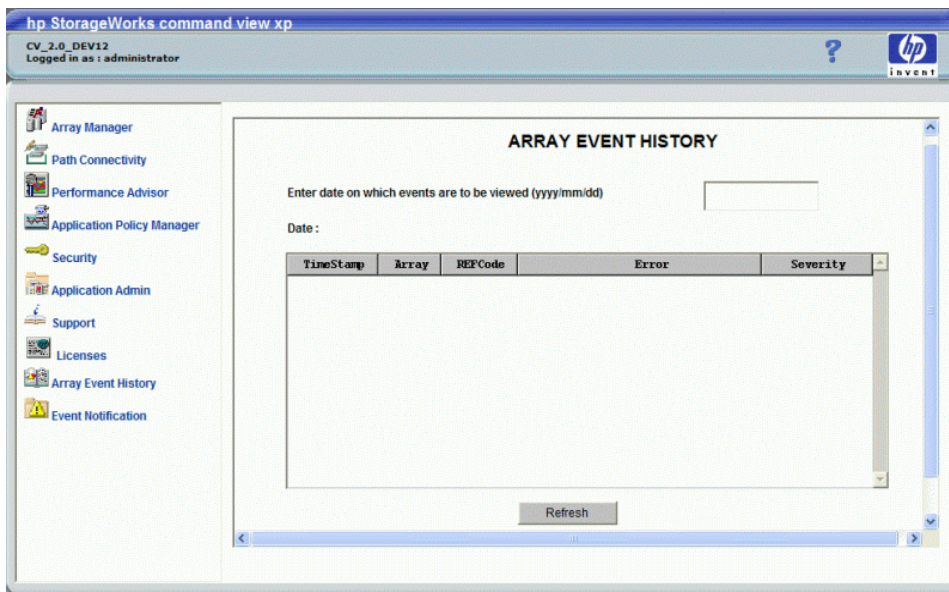 hp StorageWorks command view xp
CV_2.0_DEV12
Logged in as : administrator
?
hp
invent
Array Manager
Path Connectivity
Performance Advisor
Application Policy Manager
Security
Application Admin
Support
Licenses
Array Event History
Event Notification
ARRAY EVENT HISTORY
Enter date on which events are to be viewed (yyyy/mm/dd)
Date :
TimeStamp Array REFCode Error Severity
Refresh